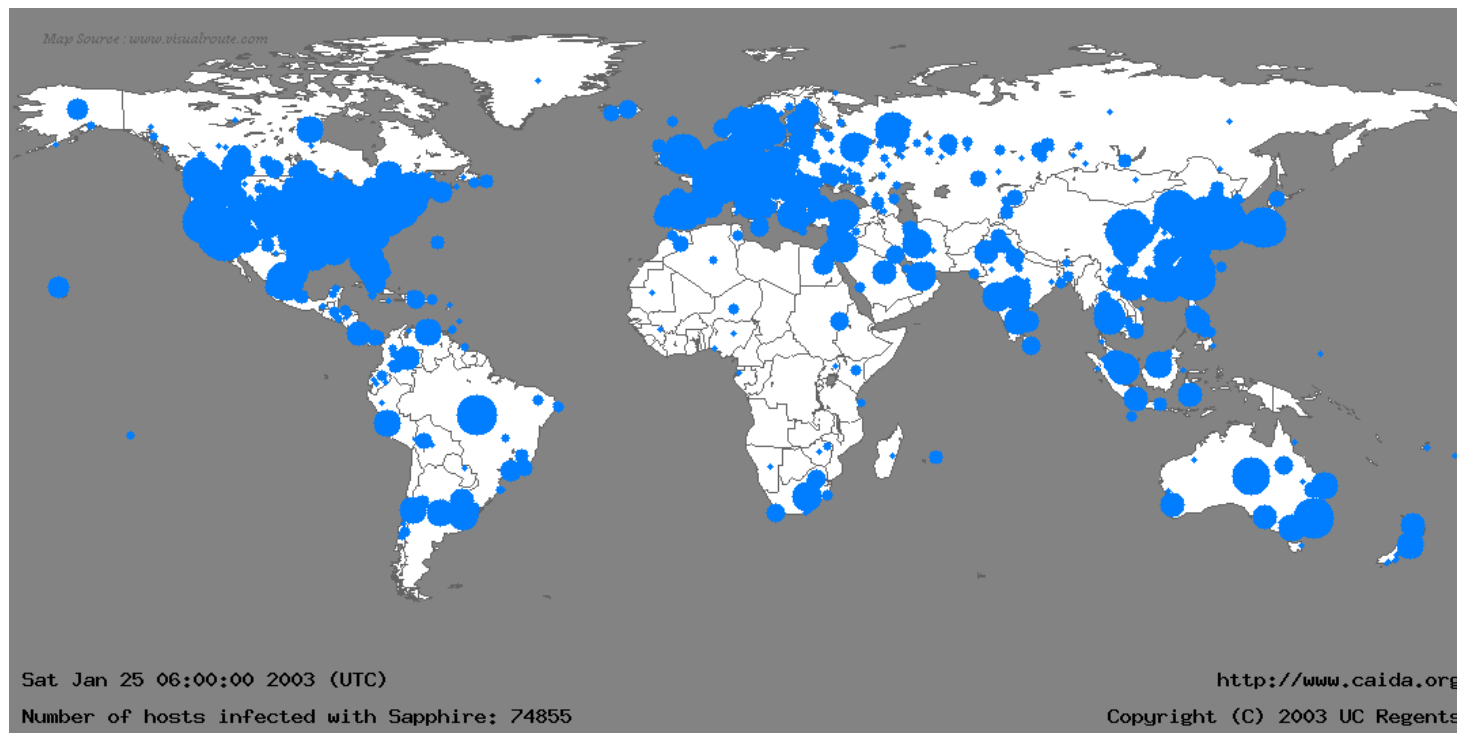 Map Source : www.visualroute.com
Sat Jan 25 06:00:00 2003 (UTC)
http://www.caida.org
Number of hosts infected with Sapphire: 74855
Copyright (C) 2003 UC Regents